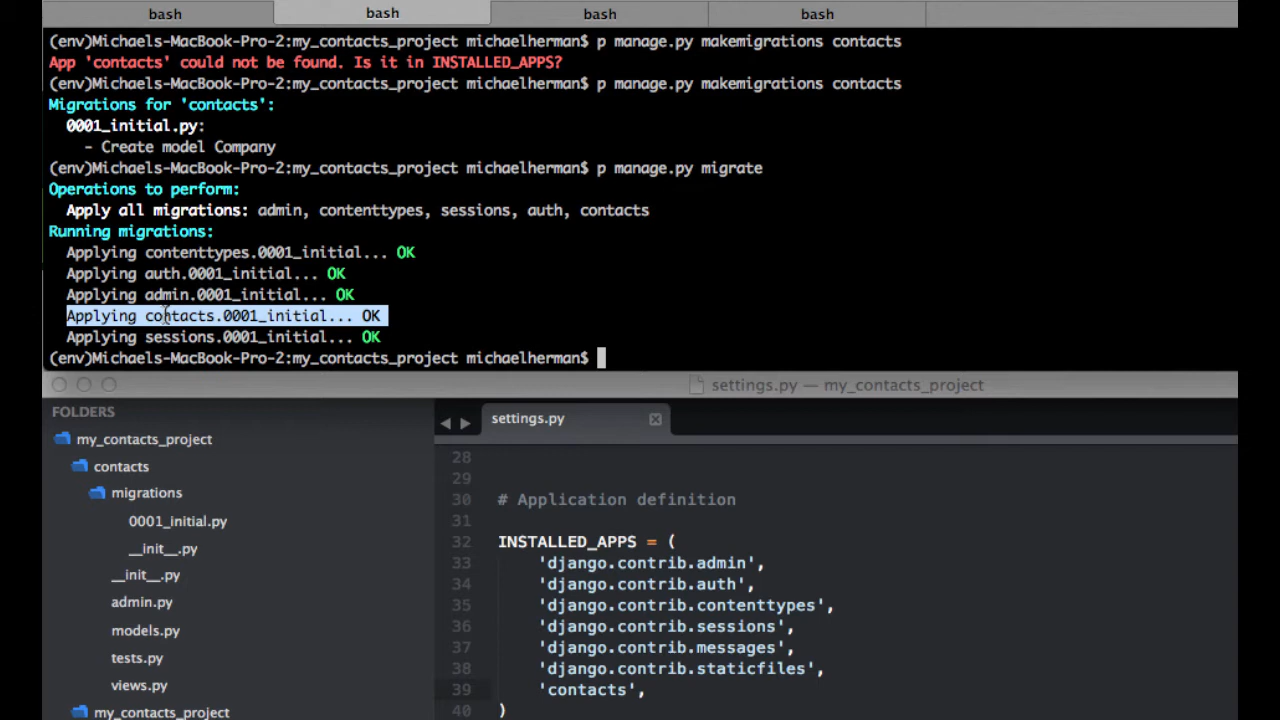 bash bash bash bash
(env)Michaels-MacBook-Pro-2:my_contacts_project michaelherman$ p manage.py makemigrations contacts
App 'contacts' could not be found. Is it in INSTALLED_APPS?
(env)Michaels-MacBook-Pro-2:my_contacts_project michaelherman$ p manage.py makemigrations contacts
Migrations for 'contacts':
0001_initial.py:
- Create model Company
(env)Michaels-MacBook-Pro-2:my_contacts_project michaelherman$ p manage.py migrate
Operations to perform:
Apply all migrations: admin, contenttypes, sessions, auth, contacts
Running migrations:
Applying contenttypes.0001_initial... OK
Applying auth.0001_initial... OK
Applying admin.0001_initial... OK
Applying contacts.0001_initial... OK
Applying sessions.0001_initial... OK
(env)Michaels-MacBook-Pro-2:my_contacts_project michaelherman$
settings.py — my_contacts_project
FOLDERS
my_contacts_project
contacts
migrations
0001_initial.py
__init__.py
__init__.py
admin.py
models.py
tests.py
views.py
my_contacts_project
settings.py
28
29
30 # Application definition
31
32 INSTALLED_APPS = (
33 'django.contrib.admin',
34 'django.contrib.auth',
35 'django.contrib.contenttypes',
36 'django.contrib.sessions',
37 'django.contrib.messages',
38 'django.contrib.staticfiles',
39 'contacts',
40 )